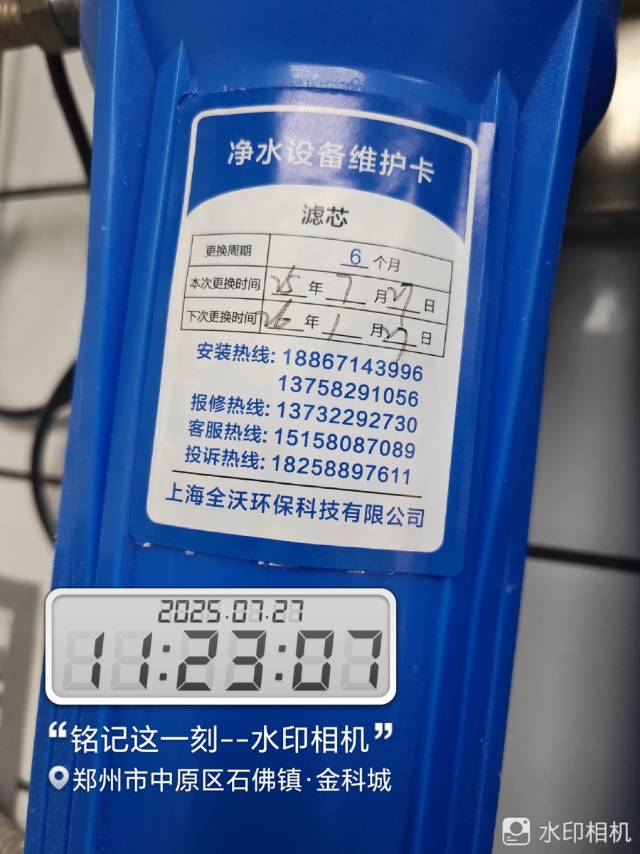 净水设备维护卡
滤芯
更换周期 6 个月
本次更换时间 25 年 7 月 27 日
下次更换时间 26 年 1 月 27 日
安装热线: 18867143996
13758291056
报修热线: 13732292730
客服热线: 15158087089
投诉热线: 18258897611
上海全沃环保科技有限公司
2025.07.27
11:23:07
“铭记这一刻--水印相机”
郑州市中原区石佛镇·金科城
水印相机